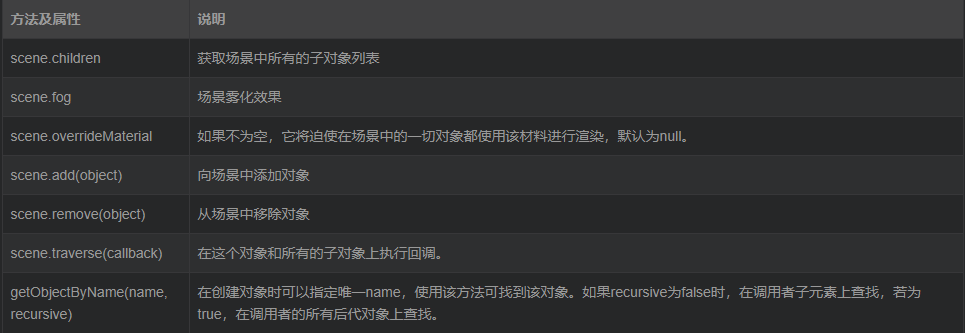 方法及属性 说明
scene.children 获取场景中所有的子对象列表
scene.fog 场景雾化效果
scene.overrideMaterial 如果不为空，它将迫使在场景中的一切对象都使用该材料进行渲染，默认为null。
scene.add(object) 向场景中添加对象
scene.remove(object) 从场景中移除对象
scene.traverse(callback) 在这个对象和所有的子对象上执行回调。
getObjectByName(name,
recursive)
在创建对象时可以指定唯一name，使用该方法可找到该对象。如果recursive为false时，在调用者子元素上查找，若为
true，在调用者的所有后代对象上查找。